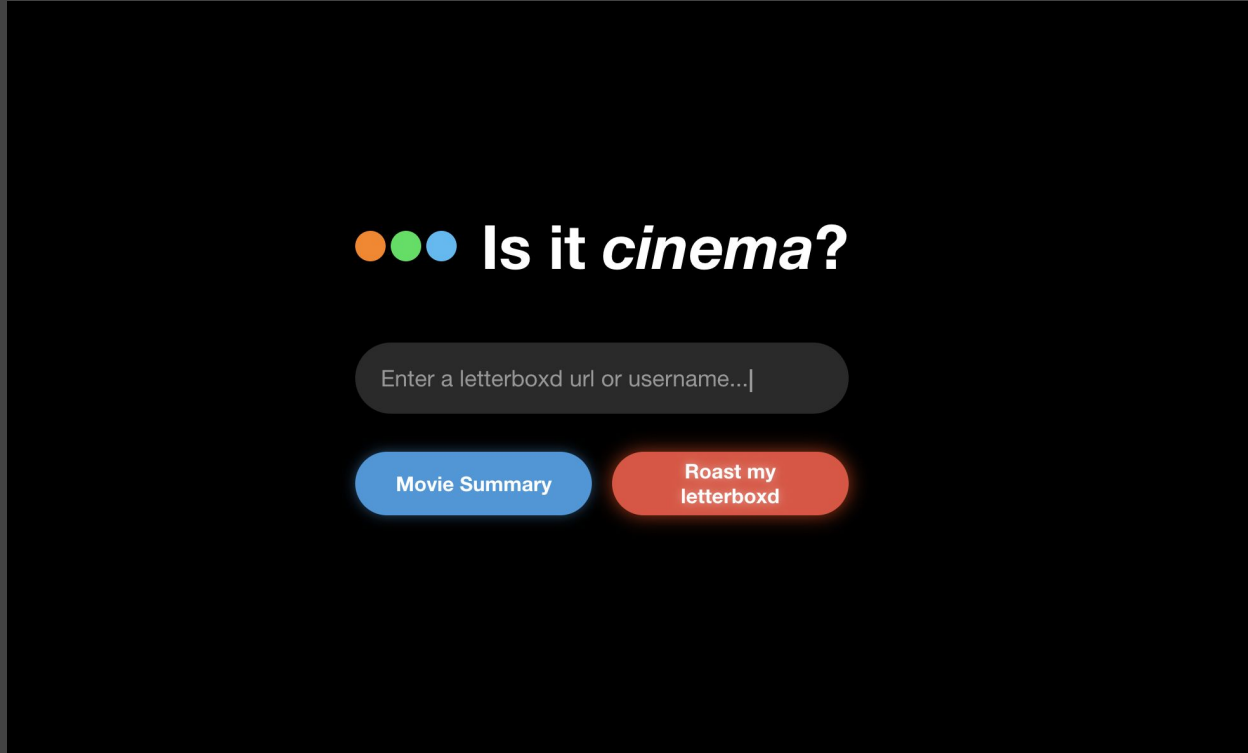 Is it cinema?
Enter a letterboxd url or username...
Movie Summary
Roast my
letterboxd